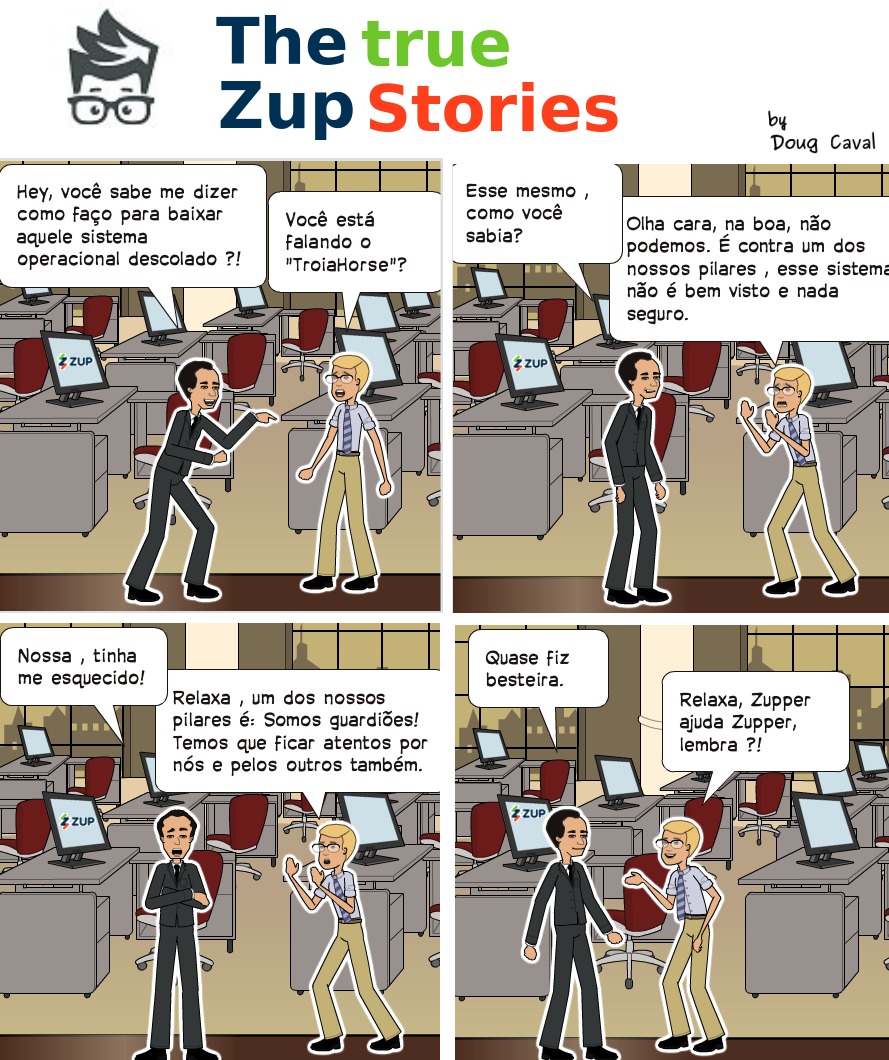 The true
Zup Stories
by
Doug Caval
Hey, você sabe me dizer
como faço para baixar
aquele sistema
operacional descolado ?!
Você está
falando o
"TroiaHorse"?
ZUP
Esse mesmo ,
como você
sabia?
Olha cara, na boa, não
podemos. É contra um dos
nossos pilares , esse sistema
não é bem visto e nada
seguro.
ZUP
Nossa , tinha
me esquecido!
Relaxa , um dos nossos
pilares é: Somos guardiões!
Temos que ficar atentos por
nós e pelos outros também.
ZUP
Quase fiz
besteira.
Relaxa, Zupper
ajuda Zupper,
lembra ?!
ZUP